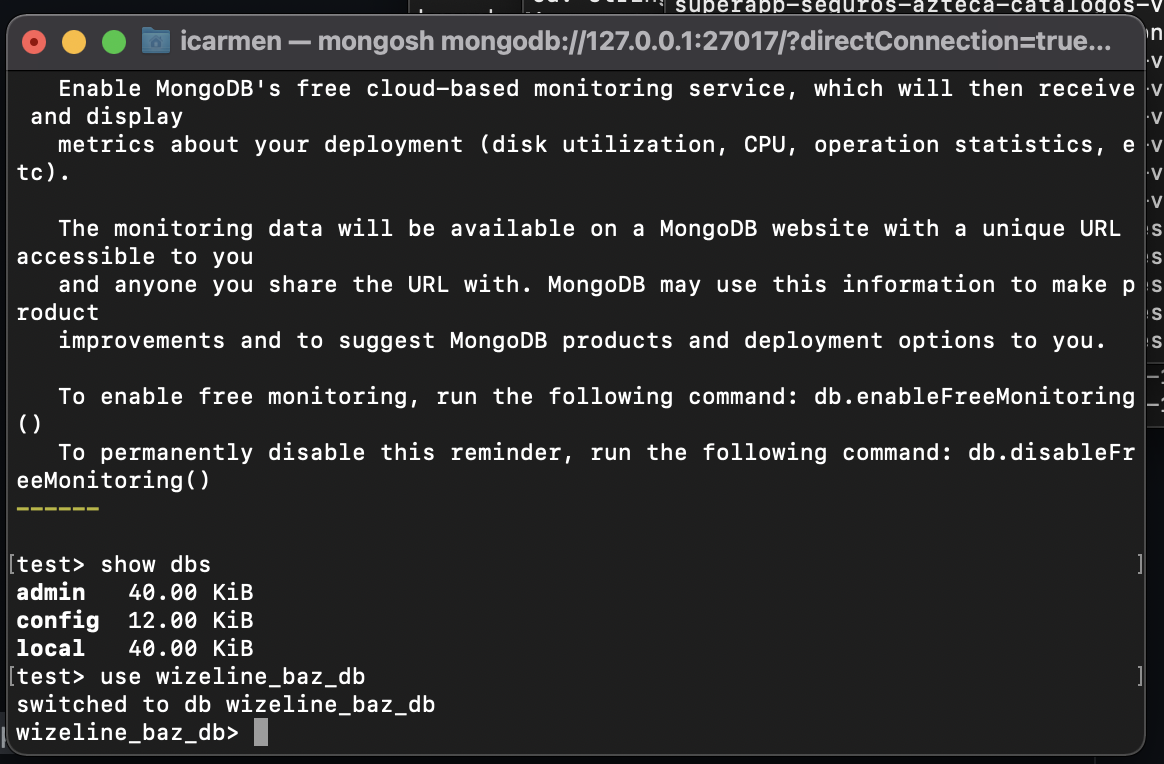 superapp-seguros-azteca-catalogos-v
icarmen — mongosh mongodb://127.0.0.1:27017/?directConnection=true...
Enable MongoDB's free cloud-based monitoring service, which will then receive
and display
metrics about your deployment (disk utilization, CPU, operation statistics, e
tc).
The monitoring data will be available on a MongoDB website with a unique URL
accessible to you
and anyone you share the URL with. MongoDB may use this information to make p
roduct
improvements and to suggest MongoDB products and deployment options to you.
To enable free monitoring, run the following command: db.enableFreeMonitoring
()
To permanently disable this reminder, run the following command: db.disableFr
eeMonitoring()
------
[test> show dbs ]
admin 40.00 KiB
config 12.00 KiB
local 40.00 KiB
[test> use wizeline_baz_db ]
switched to db wizeline_baz_db
wizeline_baz_db>